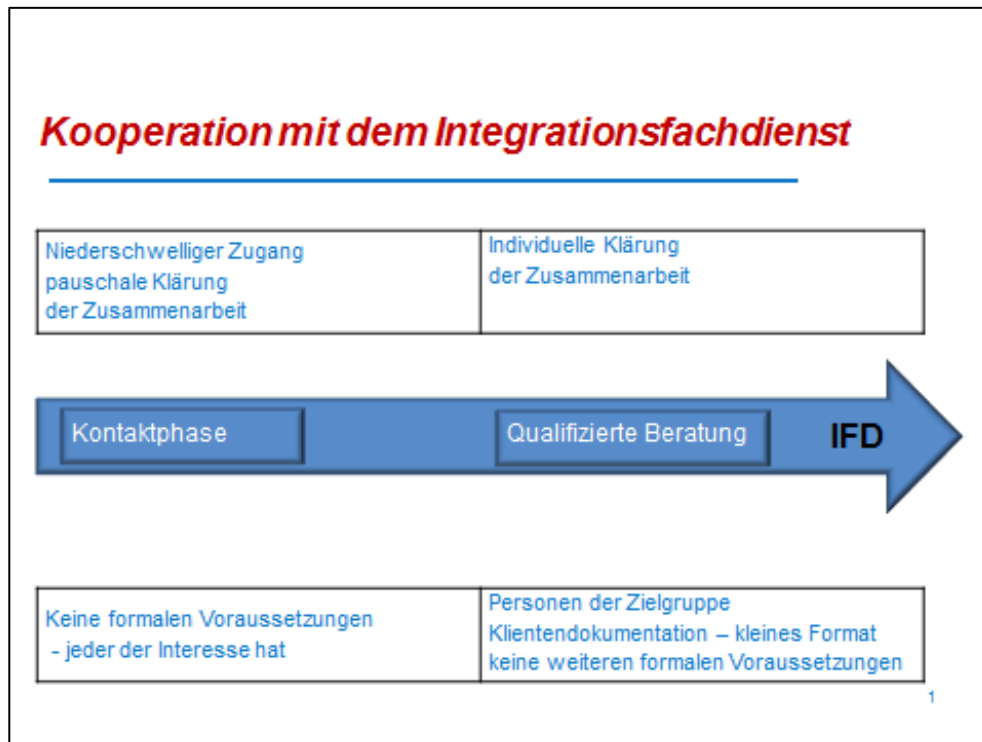 Kooperation mit dem Integrationsfachdienst
Niederschwelliger Zugang
pauschale Klärung
der Zusammenarbeit
Individuelle Klärung
der Zusammenarbeit
Kontaktphase
Qualifizierte Beratung
IFD
Keine formalen Voraussetzungen
- jeder der Interesse hat
Personen der Zielgruppe
Klientendokumentation – kleines Format
keine weiteren formalen Voraussetzungen
1